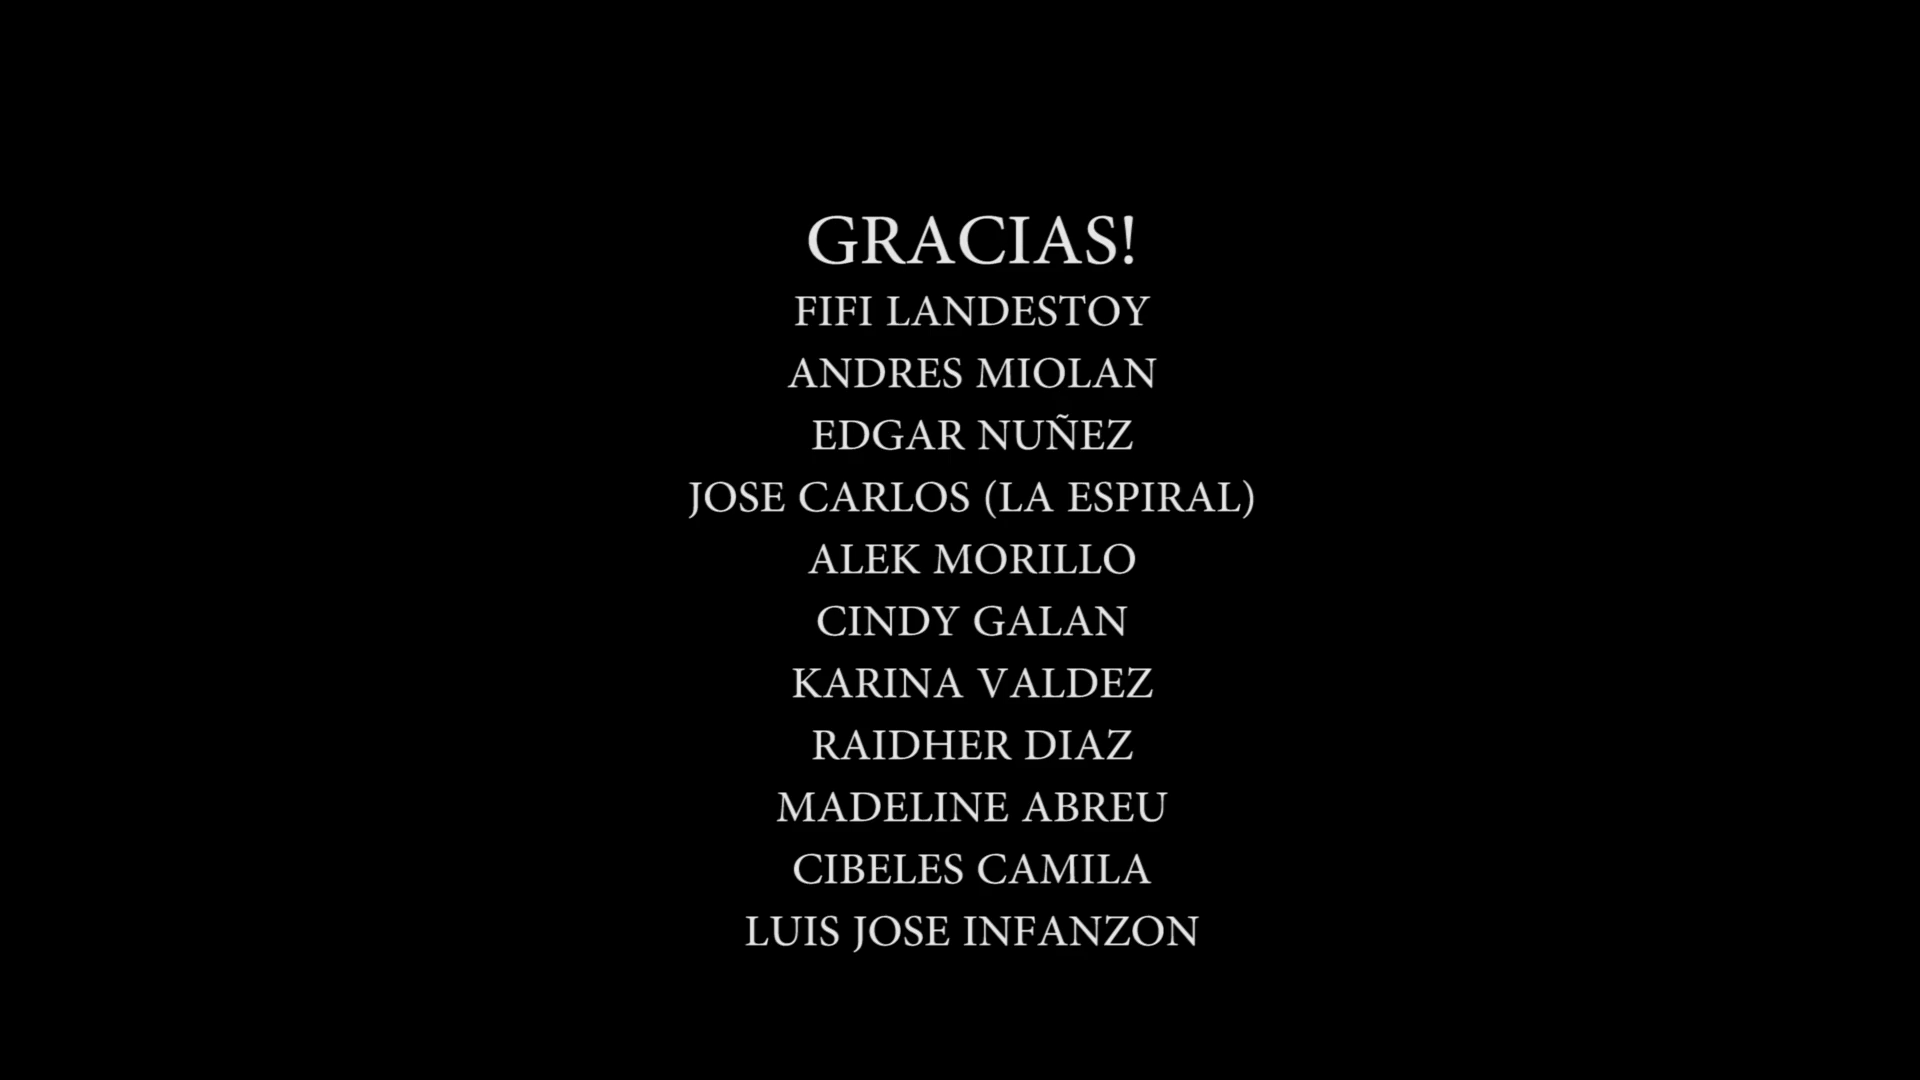 GRACIAS!
FIFI LANDESTOY
ANDRES MIOLAN
EDGAR NUÑEZ
JOSE CARLOS (LA ESPIRAL)
ALEK MORILLO
CINDY GALAN
KARINA VALDEZ
RAIDHER DIAZ
MADELINE ABREU
CIBELES CAMILA
LUIS JOSE INFANZON